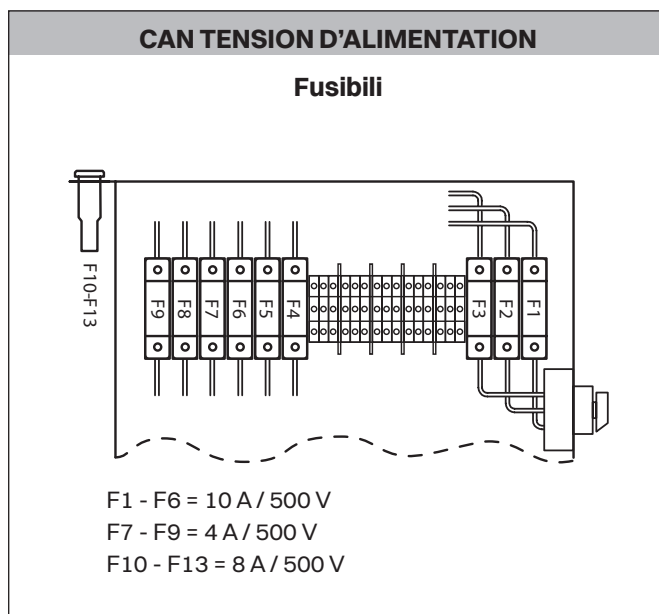 CAN TENSION D'ALIMENTATION
Fusibili
F10-F13
F9
F8
F7
F6
F5
F4
F3
F2
F1
F1 - F6 = 10 A / 500 V
F7 - F9 = 4 A / 500 V
F10 - F13 = 8 A / 500 V